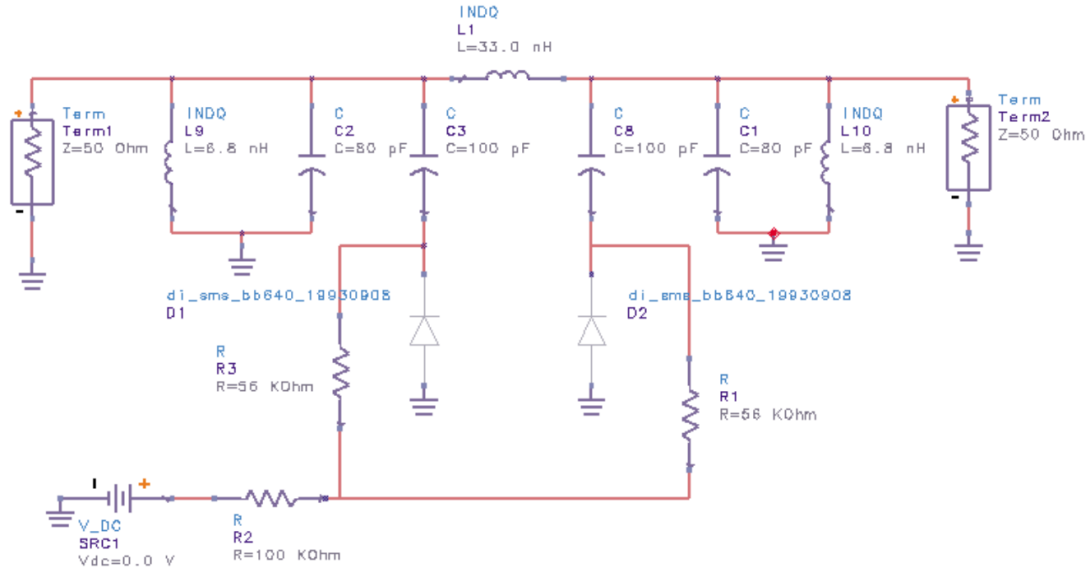 INDQ
L1
L=33.0 nH
+
Term
Term1
Z=50 Ohm
-
INDQ
L9
L=6.8 nH
C
C2
C=80 pF
C
C3
C=100 pF
C
C8
C=100 pF
C
C1
C=80 pF
INDQ
L10
L=6.8 nH
+
Term
Term2
Z=50 Ohm
-
di_sms_bb640_19930908
D1
di_sms_bb640_19930908
D2
R
R3
R=56 KOhm
R
R1
R=56 KOhm
- +
V_DC
SRC1
Vdc=0.0 V
R
R2
R=100 KOhm